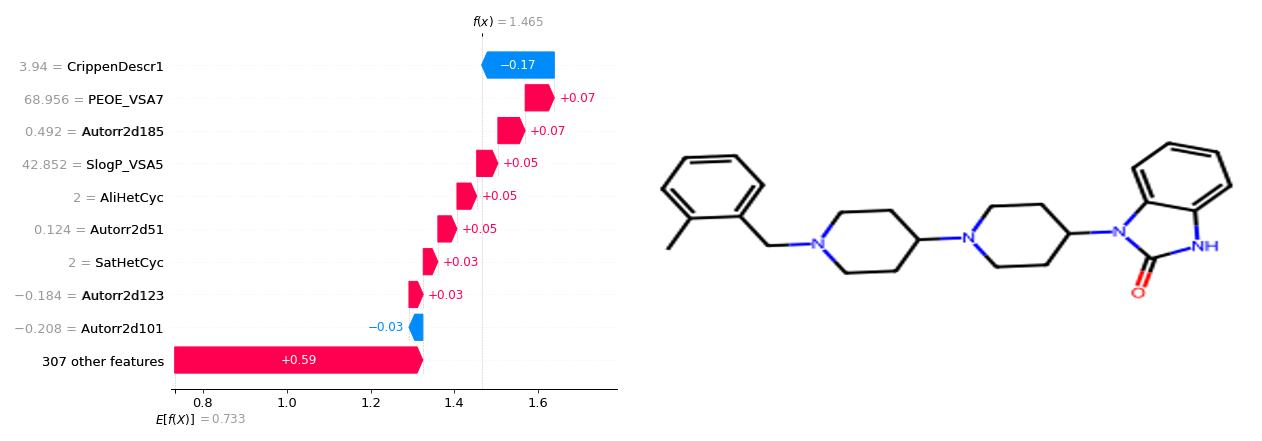 f(x) = 1.465
3.94 = CrippenDescr1
−0.17
68.956 = PEOE_VSA7
+0.07
0.492 = Autorr2d185
+0.07
42.852 = SlogP_VSA5
+0.05
2 = AliHetCyc
+0.05
0.124 = Autorr2d51
+0.05
2 = SatHetCyc
+0.03
−0.184 = Autorr2d123
+0.03
−0.208 = Autorr2d101
−0.03
307 other features
+0.59
0.8 1.0 1.2 1.4 1.6
E[f(X)] = 0.733
N
N
N
NH
O